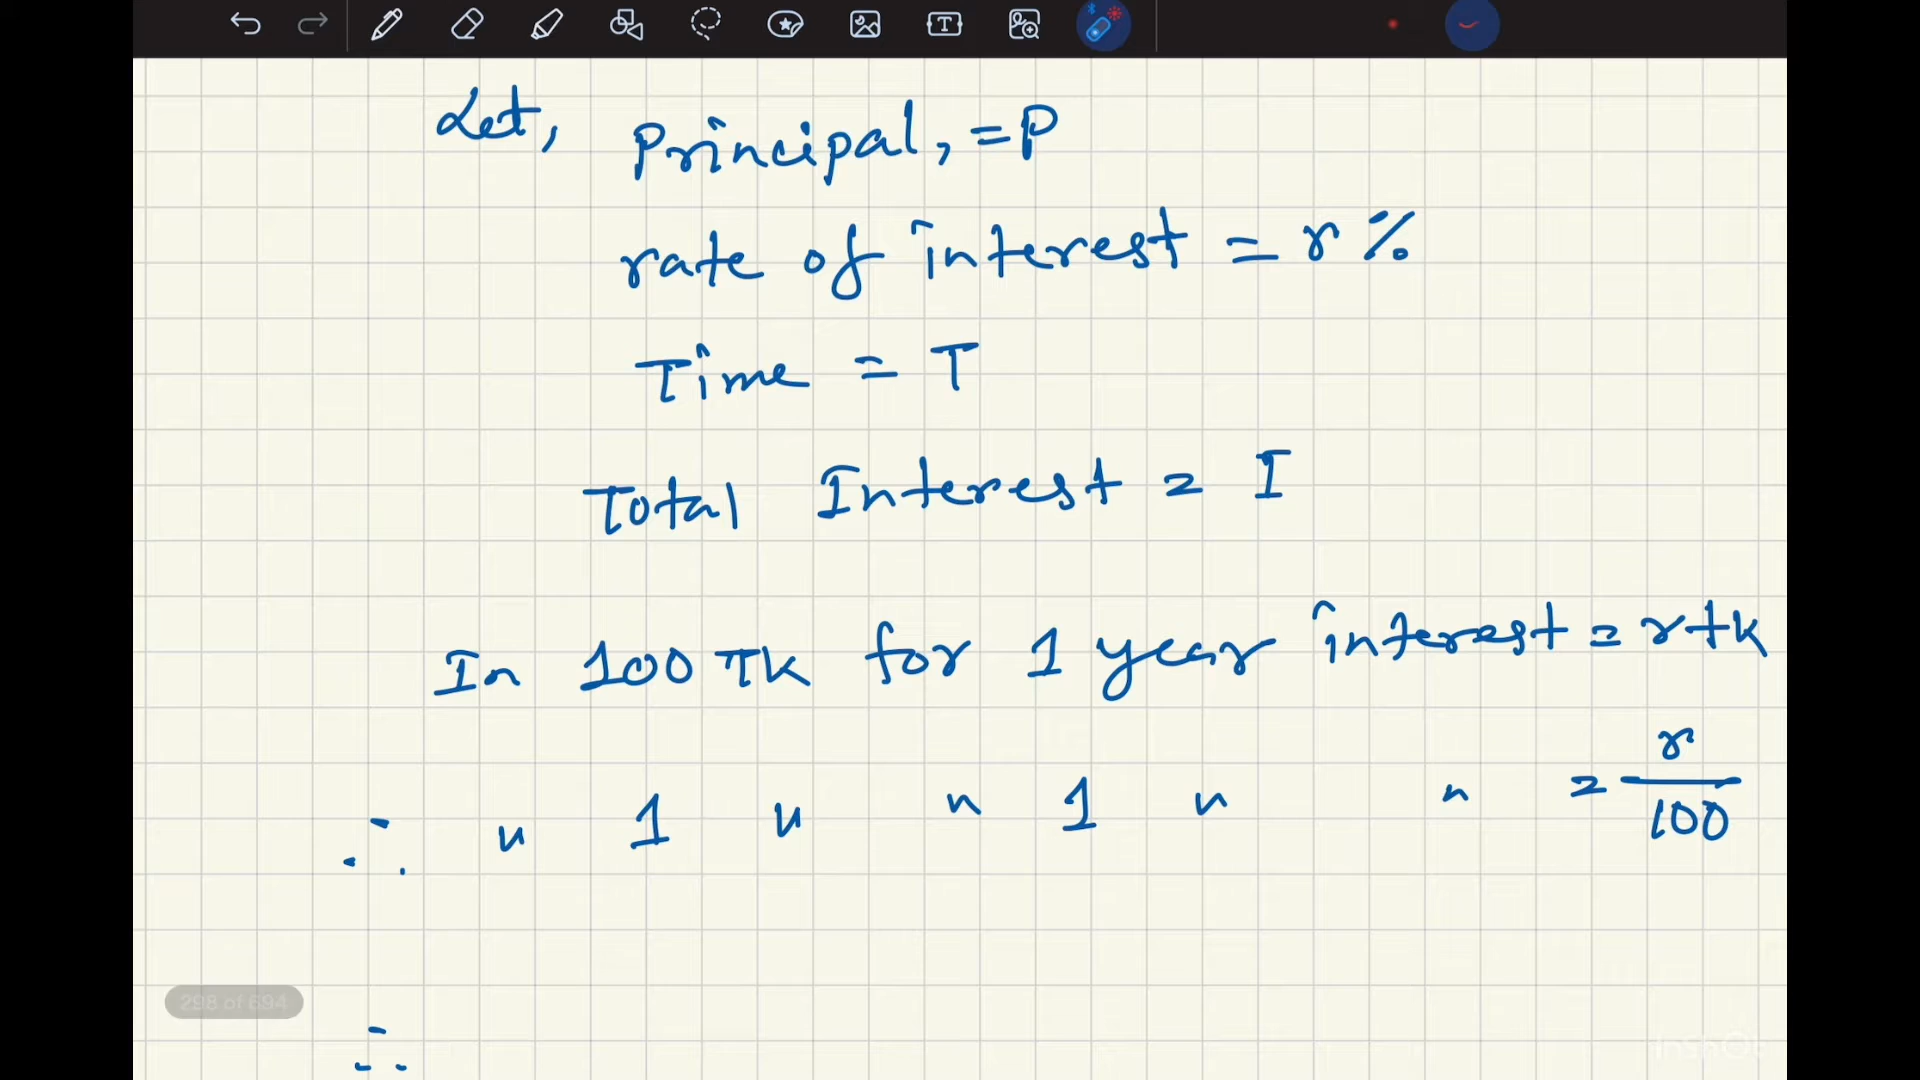 Let, Principal, = P
rate of interest = r %
Time = T
Total Interest = I
In 100 TK for 1 year interest = r tk
∴ " 1 " " 1 " " = r/100
298 of 694
∴
InShOt